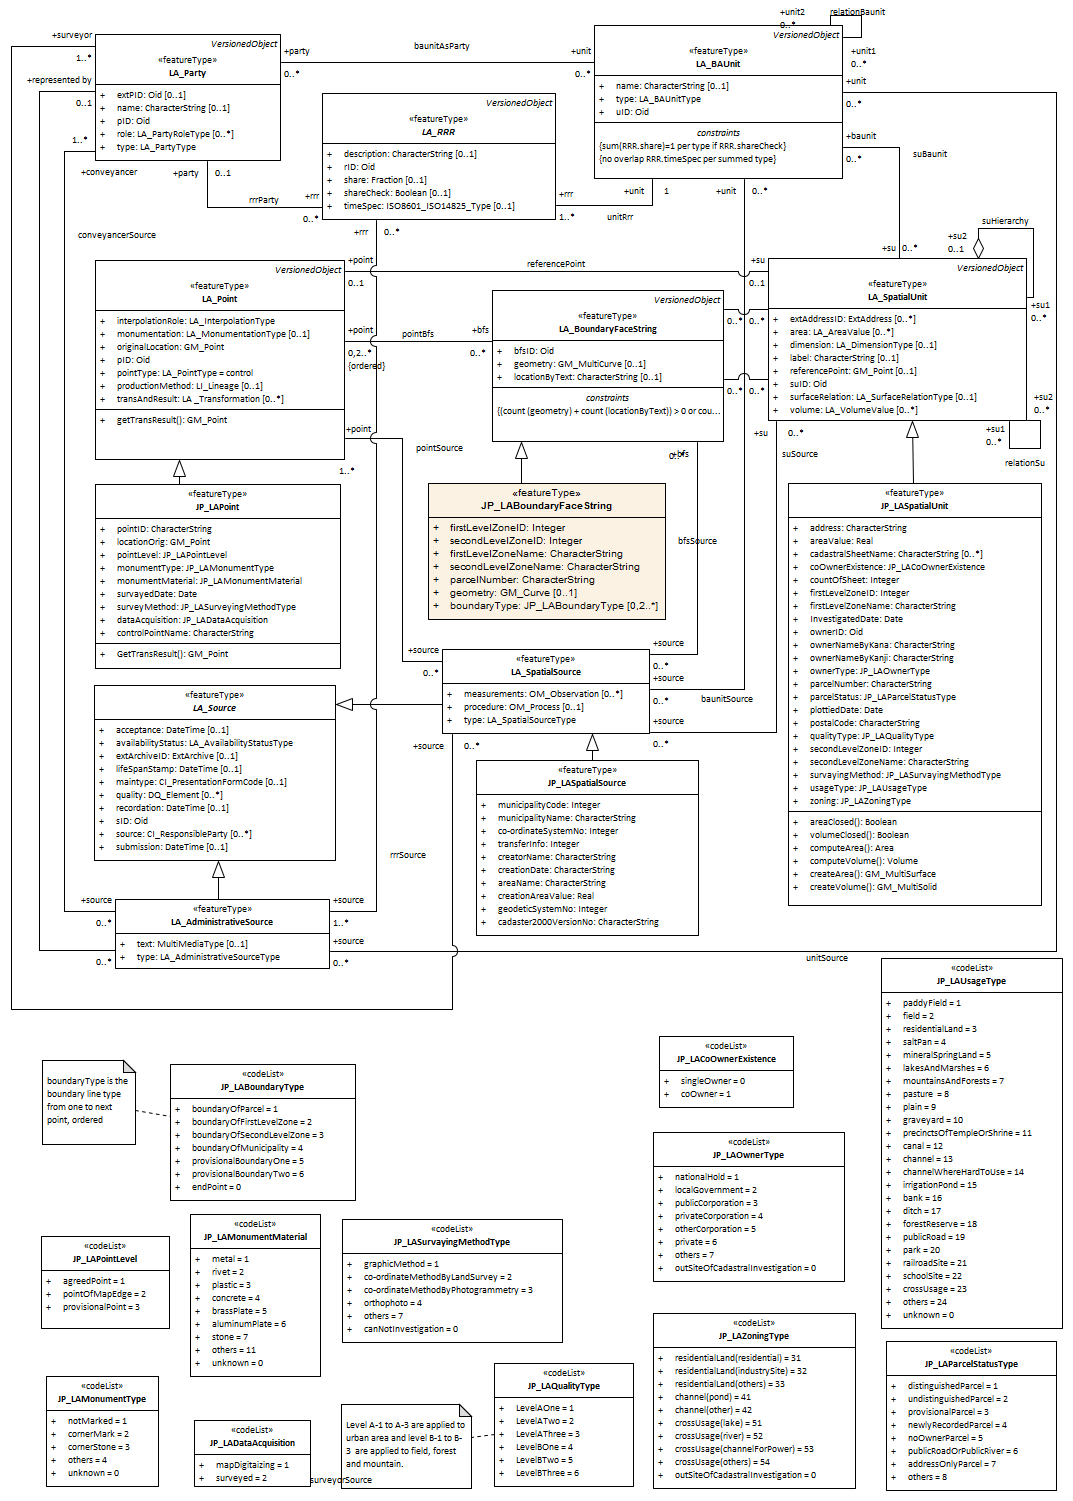 +surveyor
1..*
VersionedObject
«featureType»
LA_Party
+ extPID: Oid [0..1]
+ name: CharacterString [0..1]
+ pID: Oid
+ role: LA_PartyRoleType [0..*]
+ type: LA_PartyType
+represented by
0..1
1..*
+conveyancer
+party
0..1
rrrParty
+party
0..*
baunitAsParty
+unit
0..*
+unit2
0..*
relationBaunit
VersionedObject
«featureType»
LA_BAUnit
+ name: CharacterString [0..1]
+ type: LA_BAUnitType
+ uID: Oid
constraints
{sum(RRR.share)=1 per type if RRR.shareCheck}
{no overlap RRR.timeSpec per summed type}
+unit1
0..*
+unit
0..*
+baunit
0..*
suBaunit
VersionedObject
«featureType»
LA_RRR
+ description: CharacterString [0..1]
+ rID: Oid
+ share: Fraction [0..1]
+ shareCheck: Boolean [0..1]
+ timeSpec: ISO8601_ISO14825_Type [0..1]
+rrr
0..*
+rrr
1..*
unitRrr
+unit
1
+unit
0..*
+rrr
0..*
conveyancerSource
+point
0..1
referencePoint
+su
0..1
+su
0..*
suHierarchy
+su2
0..1
VersionedObject
«featureType»
LA_Point
+ interpolationRole: LA_InterpolationType
+ monumentation: LA_MonumentationType [0..1]
+ originalLocation: GM_Point
+ pID: Oid
+ pointType: LA_PointType = control
+ productionMethod: LI_Lineage [0..1]
+ transAndResult: LA _Transformation [0..*]
+ getTransResult(): GM_Point
+point
0,2..*
{ordered}
pointBfs
+bfs
0..*
VersionedObject
«featureType»
LA_BoundaryFaceString
+ bfsID: Oid
+ geometry: GM_MultiCurve [0..1]
+ locationByText: CharacterString [0..1]
constraints
{(count (geometry) + count (locationByText)) > 0 or cou...
0..*
0..*
0..*
0..*
VersionedObject
«featureType»
LA_SpatialUnit
+ extAddressID: ExtAddress [0..*]
+ area: LA_AreaValue [0..*]
+ dimension: LA_DimensionType [0..1]
+ label: CharacterString [0..1]
+ referencePoint: GM_Point [0..1]
+ suID: Oid
+ surfaceRelation: LA_SurfaceRelationType [0..1]
+ volume: LA_VolumeValue [0..*]
+su1
0..*
+su2
0..*
+su1
0..*
relationSu
+su
0..*
suSource
+point
1..*
pointSource
+bfs
0..*
bfsSource
«featureType»
JP_LAPoint
+ pointID: CharacterString
+ locationOrig: GM_Point
+ pointLevel: JP_LAPointLevel
+ monumentType: JP_LAMonumentType
+ monumentMaterial: JP_LAMonumentMaterial
+ survayedDate: Date
+ surveyMethod: JP_LASurveyingMethodType
+ dataAcquisition: JP_LADataAcquisition
+ controlPointName: CharacterString
+ GetTransResult(): GM_Point
«featureType»
JP_LABoundaryFaceString
+ firstLevelZoneID: Integer
+ secondLevelZoneID: Integer
+ firstLevelZoneName: CharacterString
+ secondLevelZoneName: CharacterString
+ parcelNumber: CharacterString
+ geometry: GM_Curve [0..1]
+ boundaryType: JP_LABoundaryType [0,2..*]
«featureType»
JP_LASpatialUnit
+ address: CharacterString
+ areaValue: Real
+ cadastralSheetName: CharacterString [0..*]
+ coOwnerExistence: JP_LACoOwnerExistence
+ countOfSheet: Integer
+ firstLevelZoneID: Integer
+ firstLevelZoneName: CharacterString
+ InvestigatedDate: Date
+ ownerID: Oid
+ ownerNameByKana: CharacterString
+ ownerNameByKanji: CharacterString
+ ownerType: JP_LAOwnerType
+ parcelNumber: CharacterString
+ parcelStatus: JP_LAParcelStatusType
+ plottiedDate: Date
+ postalCode: CharacterString
+ qualityType: JP_LAQualityType
+ secondLevelZoneID: Integer
+ secondLevelZoneName: CharacterString
+ survayingMethod: JP_LASurvayingMethodType
+ usageType: JP_LAUsageType
+ zoning: JP_LAZoningType
+ areaClosed(): Boolean
+ volumeClosed(): Boolean
+ computeArea(): Area
+ computeVolume(): Volume
+ createArea(): GM_MultiSurface
+ createVolume(): GM_MultiSolid
+source
0..*
«featureType»
LA_SpatialSource
+ measurements: OM_Observation [0..*]
+ procedure: OM_Process [0..1]
+ type: LA_SpatialSourceType
+source
0..*
+source
0..*
baunitSource
+source
0..*
+source
0..*
«featureType»
LA_Source
+ acceptance: DateTime [0..1]
+ availabilityStatus: LA_AvailabilityStatusType
+ extArchiveID: ExtArchive [0..1]
+ lifeSpanStamp: DateTime [0..1]
+ maintype: CI_PresentationFormCode [0..1]
+ quality: DQ_Element [0..*]
+ recordation: DateTime [0..1]
+ sID: Oid
+ source: CI_ResponsibleParty [0..*]
+ submission: DateTime [0..1]
«featureType»
JP_LASpatialSource
+ municipalityCode: Integer
+ municipalityName: CharacterString
+ co-ordinateSystemNo: Integer
+ transferInfo: Integer
+ creatorName: CharacterString
+ creationDate: CharacterString
+ areaName: CharacterString
+ creationAreaValue: Real
+ geodeticSystemNo: Integer
+ cadaster2000VersionNo: CharacterString
rrrSource
+source
0..*
0..*
«featureType»
LA_AdministrativeSource
+ text: MultiMediaType [0..1]
+ type: LA_AdministrativeSourceType
+source
1..*
+source
0..*
unitSource
boundaryType is the
boundary line type
from one to next
point, ordered
«codeList»
JP_LABoundaryType
+ boundaryOfParcel = 1
+ boundaryOfFirstLevelZone = 2
+ boundaryOfSecondLevelZone = 3
+ boundaryOfMunicipality = 4
+ provisionalBoundaryOne = 5
+ provisionalBoundaryTwo = 6
+ endPoint = 0
«codeList»
JP_LACoOwnerExistence
+ singleOwner = 0
+ coOwner = 1
«codeList»
JP_LAUsageType
+ paddyField = 1
+ field = 2
+ residentialLand = 3
+ saltPan = 4
+ mineralSpringLand = 5
+ lakesAndMarshes = 6
+ mountainsAndForests = 7
+ pasture = 8
+ plain = 9
+ graveyard = 10
+ precinctsOfTempleOrShrine = 11
+ canal = 12
+ channel = 13
+ channelWhereHardToUse = 14
+ irrigationPond = 15
+ bank = 16
+ ditch = 17
+ forestReserve = 18
+ publicRoad = 19
+ park = 20
+ railroadSite = 21
+ schoolSite = 22
+ crossUsage = 23
+ others = 24
+ unknown = 0
«codeList»
JP_LAOwnerType
+ nationalHold = 1
+ localGovernment = 2
+ publicCorporation = 3
+ privateCorporation = 4
+ otherCorporation = 5
+ private = 6
+ others = 7
+ outSiteOfCadastralInvestigation = 0
«codeList»
JP_LAPointLevel
+ agreedPoint = 1
+ pointOfMapEdge = 2
+ provisionalPoint = 3
«codeList»
JP_LAMonumentMaterial
+ metal = 1
+ rivet = 2
+ plastic = 3
+ concrete = 4
+ brassPlate = 5
+ aluminumPlate = 6
+ stone = 7
+ others = 11
+ unknown = 0
«codeList»
JP_LASurvayingMethodType
+ graphicMethod = 1
+ co-ordinateMethodByLandSurvey = 2
+ co-ordinateMethodByPhotogrammetry = 3
+ orthophoto = 4
+ others = 7
+ canNotInvestigation = 0
«codeList»
JP_LAZoningType
+ residentialLand(residential) = 31
+ residentialLand(industrySite) = 32
+ residentialLand(others) = 33
+ channel(pond) = 41
+ channel(other) = 42
+ crossUsage(lake) = 51
+ crossUsage(river) = 52
+ crossUsage(channelForPower) = 53
+ crossUsage(others) = 54
+ outSiteOfCadastralInvestigation = 0
«codeList»
JP_LAParcelStatusType
+ distinguishedParcel = 1
+ undistinguishedParcel = 2
+ provisionalParcel = 3
+ newlyRecordedParcel = 4
+ noOwnerParcel = 5
+ publicRoadOrPublicRiver = 6
+ addressOnlyParcel = 7
+ others = 8
«codeList»
JP_LAMonumentType
+ notMarked = 1
+ cornerMark = 2
+ cornerStone = 3
+ others = 4
+ unknown = 0
«codeList»
JP_LADataAcquisition
+ mapDigitaizing = 1
+ surveyed = 2
surveyorSource
Level A-1 to A-3 are applied to
urban area and level B-1 to B-
3 are applied to field, forest
and mountain.
«codeList»
JP_LAQualityType
+ LevelAOne = 1
+ LevelATwo = 2
+ LevelAThree = 3
+ LevelBOne = 4
+ LevelBTwo = 5
+ LevelBThree = 6